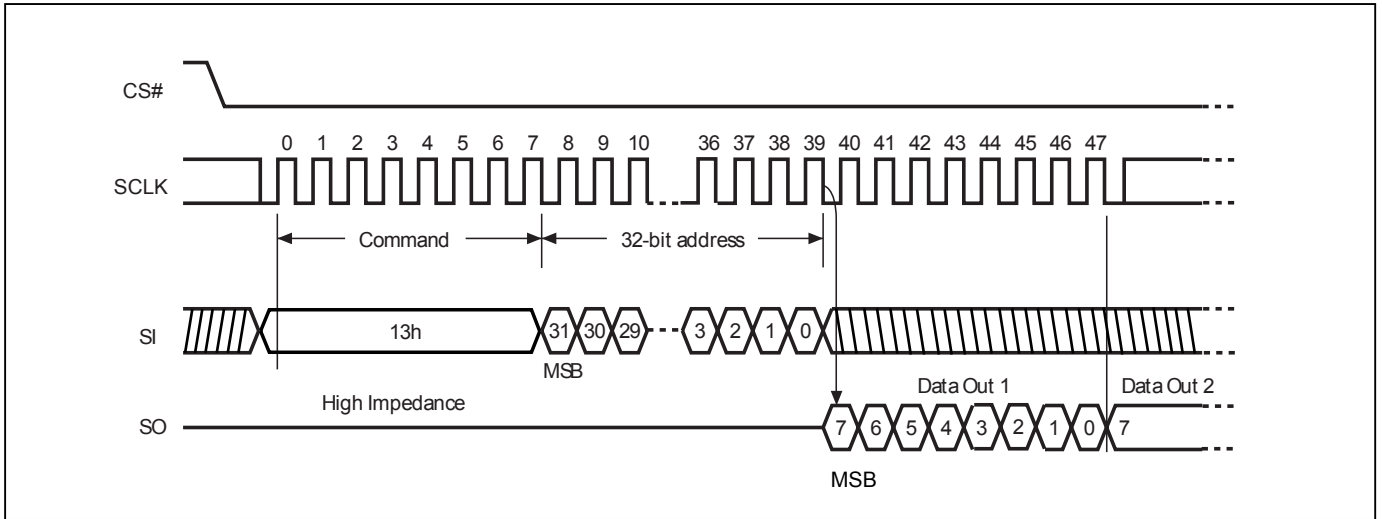 CS#
0 1 2 3 4 5 6 7 8 9 10 36 37 38 39 40 41 42 43 44 45 46 47
SCLK
Command 32-bit address
SI 13h 31 30 29 3 2 1 0
MSB
Data Out 1 Data Out 2
High Impedance
SO 7 6 5 4 3 2 1 0 7
MSB